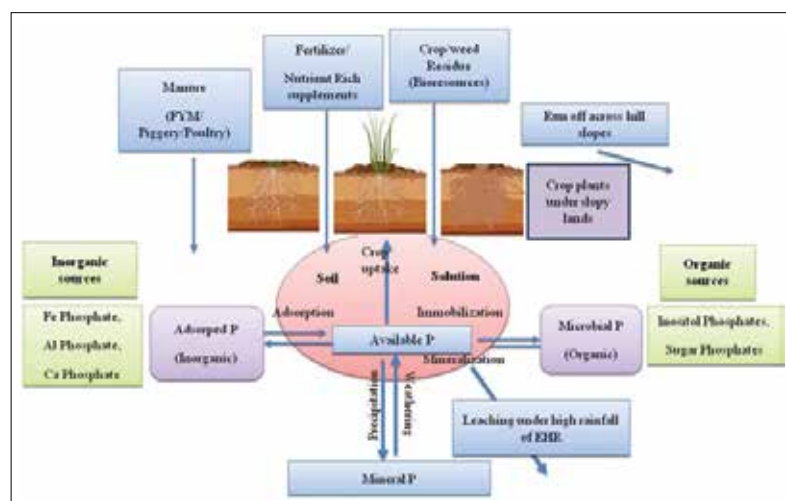 Manure
(FYM/
Piggery/Poultry)
Fertilizer/
Nutrient Rich
supplements
Crop/weed
Residue
(Bioresources)
Run off across hill
slopes
Crop plants
under slopy
lands
Inorganic
sources
Fe Phosphate,
Al Phosphate,
Ca Phosphate
Adsorped P
(Inorganic)
Adsorption
Soil
Crop
uptake
Solution
Immobilization
Available P
Mineralization
Microbial P
(Organic)
Organic
sources
Inositol Phosphates,
Sugar Phosphates
Precipitation
Weathering
Leaching under high rainfall
of EHR
Mineral P